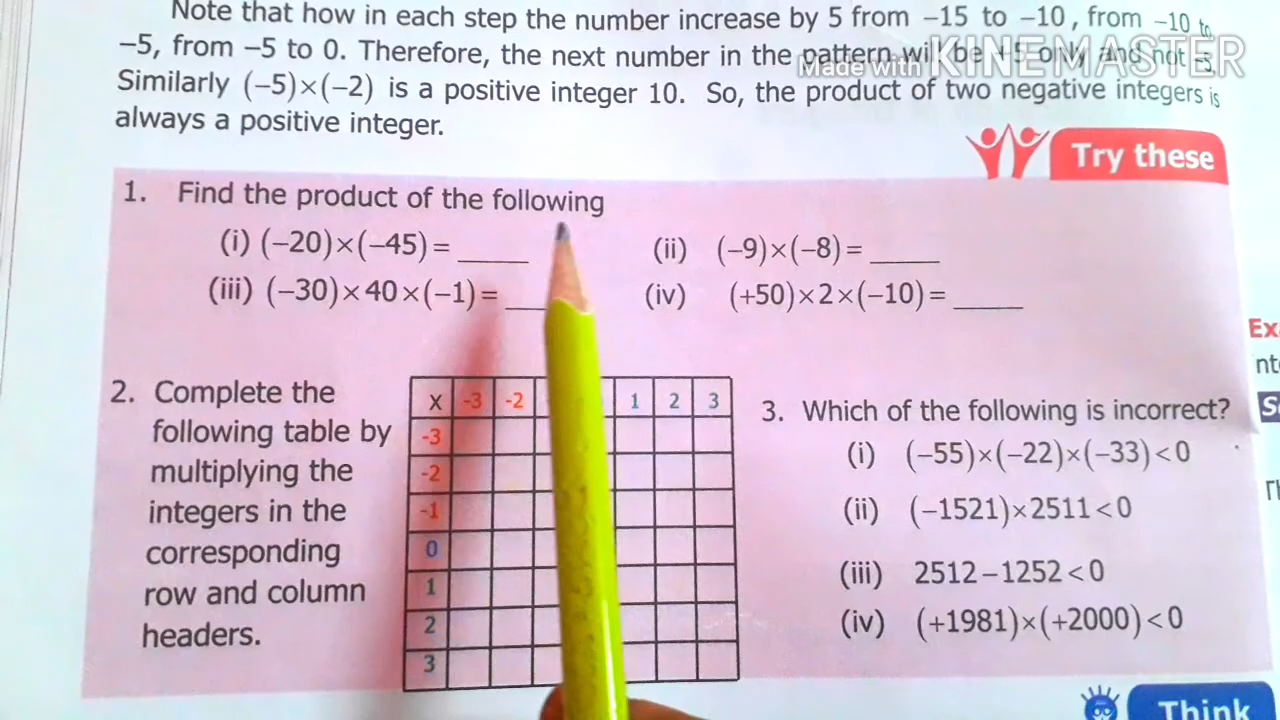 Note that how in each step the number increase by 5 from −15 to −10, from −10 to
−5, from −5 to 0. Therefore, the next number in the pattern will be +5 only and not −5.
Made with KINEMASTER
Similarly (−5)×(−2) is a positive integer 10. So, the product of two negative integers is
always a positive integer.
Try these
1. Find the product of the following
(i) (−20)×(−45)= ____ (ii) (−9)×(−8)= ____
(iii) (−30)×40×(−1)= ____ (iv) (+50)×2×(−10)= ____
2. Complete the
following table by
multiplying the
integers in the
corresponding
row and column
headers.
X -3 -2 1 2 3
-3
-2
-1
0
1
2
3
3. Which of the following is incorrect?
(i) (−55)×(−22)×(−33)<0
(ii) (−1521)×2511<0
(iii) 2512−1252<0
(iv) (+1981)×(+2000)<0
Think